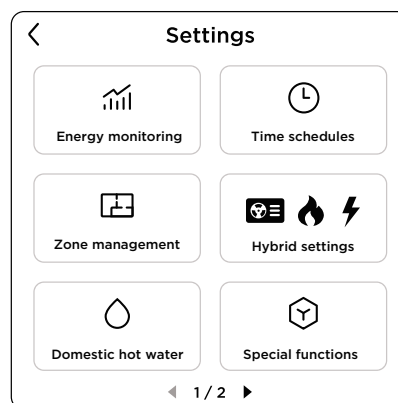 Settings
Energy monitoring
Time schedules
Zone management
Hybrid settings
Domestic hot water
Special functions
1 / 2